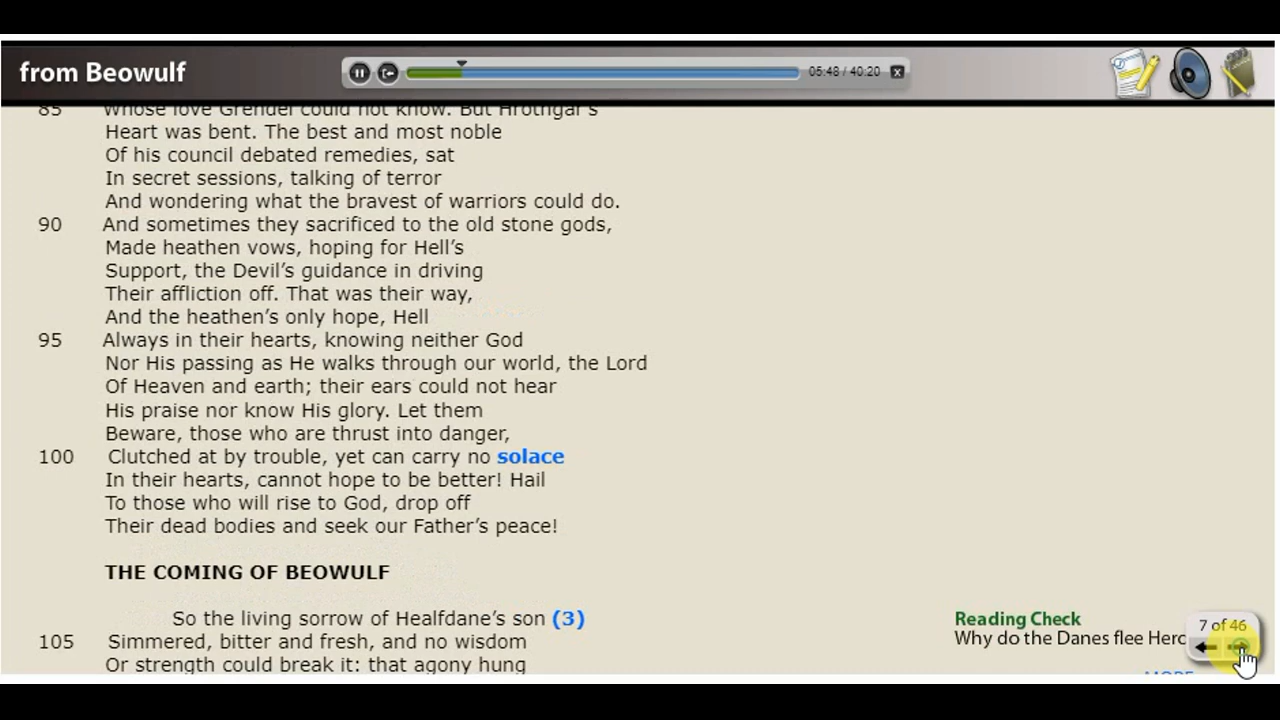 from Beowulf
05:48 / 40:20
85 Whose love Grendel could not know. But Hrothgar's
Heart was bent. The best and most noble
Of his council debated remedies, sat
In secret sessions, talking of terror
And wondering what the bravest of warriors could do.
90 And sometimes they sacrificed to the old stone gods,
Made heathen vows, hoping for Hell's
Support, the Devil's guidance in driving
Their affliction off. That was their way,
And the heathen's only hope, Hell
95 Always in their hearts, knowing neither God
Nor His passing as He walks through our world, the Lord
Of Heaven and earth; their ears could not hear
His praise nor know His glory. Let them
Beware, those who are thrust into danger,
100 Clutched at by trouble, yet can carry no solace
In their hearts, cannot hope to be better! Hail
To those who will rise to God, drop off
Their dead bodies and seek our Father's peace!
THE COMING OF BEOWULF
So the living sorrow of Healfdane's son (3)
105 Simmered, bitter and fresh, and no wisdom
Or strength could break it: that agony hung
Reading Check
Why do the Danes flee
7 of 46